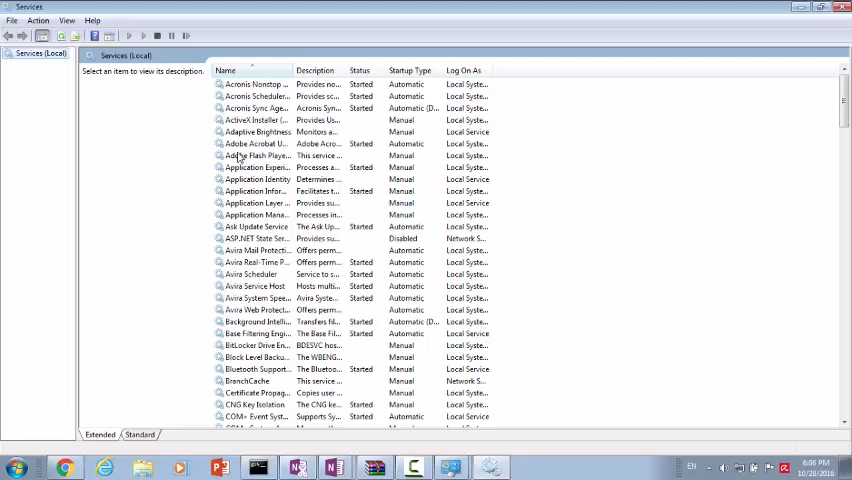 Services
File Action View Help
Services (Local)
Services (Local)
Select an item to view its description.
Name Description Status Startup Type Log On As
Acronis Nonstop ... Provides no... Started Automatic Local Syste...
Acronis Scheduler... Provides sc... Started Automatic Local Syste...
Acronis Sync Age... Acronis Syn... Started Automatic (D... Local Syste...
ActiveX Installer (... Provides Us... Manual Local Syste...
Adaptive Brightness Monitors a... Manual Local Service
Adobe Acrobat U... Adobe Acro... Started Automatic Local Syste...
Adobe Flash Playe... This service ... Manual Local Syste...
Application Experi... Processes a... Started Manual Local Syste...
Application Identity Determines ... Manual Local Service
Application Infor... Facilitates t... Started Manual Local Syste...
Application Layer ... Provides su... Manual Local Service
Application Mana... Processes in... Manual Local Syste...
Ask Update Service The Ask Up... Started Automatic Local Syste...
ASP.NET State Ser... Provides su... Disabled Network S...
Avira Mail Protecti... Offers perm... Automatic Local Syste...
Avira Real-Time P... Offers perm... Started Automatic Local Syste...
Avira Scheduler Service to s... Started Automatic Local Syste...
Avira Service Host Hosts multi... Started Automatic Local Syste...
Avira System Spee... Avira Syste... Started Automatic Local Syste...
Avira Web Protect... Offers perm... Automatic Local Syste...
Background Intelli... Transfers fil... Started Automatic (D... Local Syste...
Base Filtering Engi... The Base Fil... Started Automatic Local Service
BitLocker Drive En... BDESVC hos... Manual Local Syste...
Block Level Backu... The WBENG... Manual Local Syste...
Bluetooth Support... The Bluetoo... Started Manual Local Service
BranchCache This service ... Manual Network S...
Certificate Propag... Copies user ... Manual Local Syste...
CNG Key Isolation The CNG ke... Started Manual Local Syste...
COM+ Event Syst... Supports Sy... Started Automatic Local Service
Extended Standard
EN 6:06 PM
10/28/2016